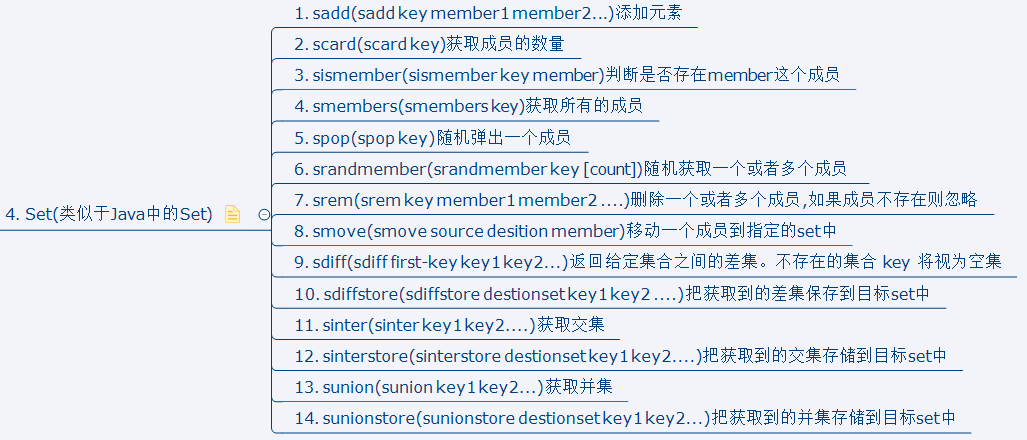 1. sadd(sadd key member1 member2...)添加元素
2. scard(scard key)获取成员的数量
3. sismember(sismember key member)判断是否存在member这个成员
4. smembers(smembers key)获取所有的成员
5. spop(spop key)随机弹出一个成员
6. srandmember(srandmember key [count])随机获取一个或者多个成员
4. Set(类似于Java中的Set)
7. srem(srem key member1 member2 ....)删除一个或者多个成员,如果成员不存在则忽略
8. smove(smove source desition member)移动一个成员到指定的set中
9. sdiff(sdiff first-key key1 key2...)返回给定集合之间的差集。不存在的集合 key 将视为空集
10. sdiffstore(sdiffstore destionset key1 key2 ....)把获取到的差集保存到目标set中
11. sinter(sinter key1 key2....)获取交集
12. sinterstore(sinterstore destionset key1 key2....)把获取到的交集存储到目标set中
13. sunion(sunion key1 key2...)获取并集
14. sunionstore(sunionstore destionset key1 key2...)把获取到的并集存储到目标set中